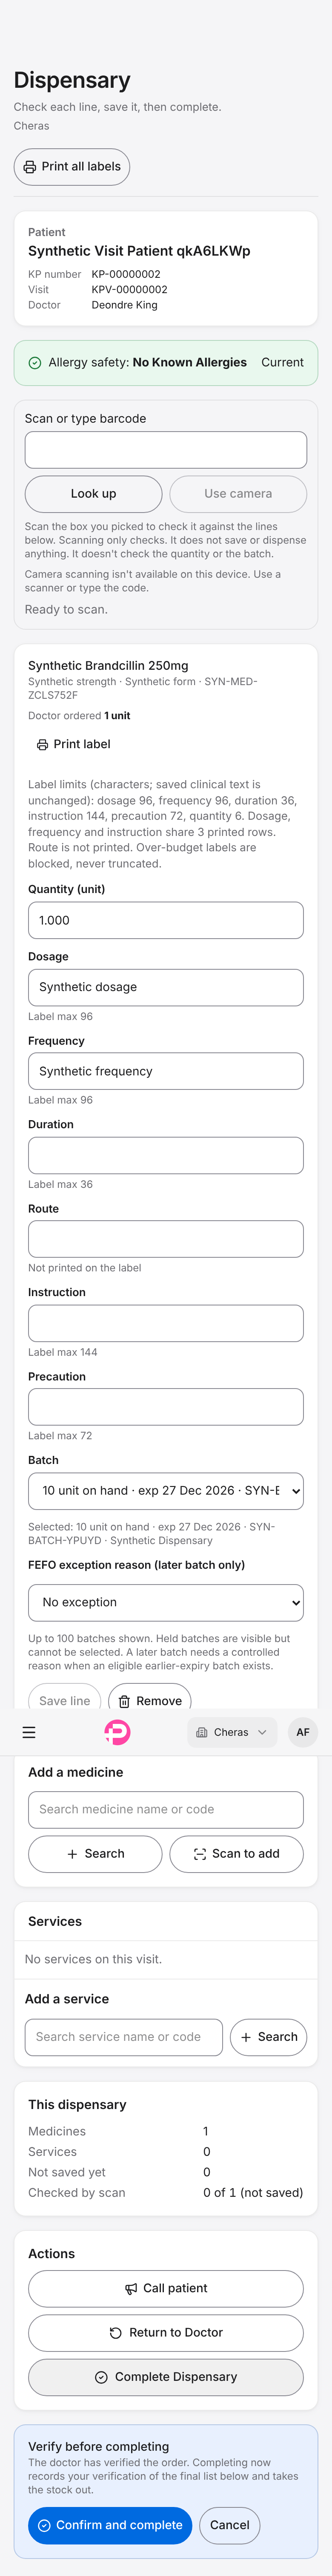 Dispensary
Check each line, save it, then complete.
Cheras
Print all labels
Patient
Synthetic Visit Patient qkA6LKWp
KP number KP-00000002
Visit KPV-00000002
Doctor Deondre King
Allergy safety: No Known Allergies Current
Scan or type barcode
Look up Use camera
Scan the box you picked to check it against the lines
below. Scanning only checks. It does not save or dispense
anything. It doesn't check the quantity or the batch.
Camera scanning isn't available on this device. Use a
scanner or type the code.
Ready to scan.
Synthetic Brandcillin 250mg
Synthetic strength · Synthetic form · SYN-MED-
ZCLS752F
Doctor ordered 1 unit
Print label
Label limits (characters; saved clinical text is
unchanged): dosage 96, frequency 96, duration 36,
instruction 144, precaution 72, quantity 6. Dosage,
frequency and instruction share 3 printed rows.
Route is not printed. Over-budget labels are
blocked, never truncated.
Quantity (unit)
1.000
Dosage
Synthetic dosage
Label max 96
Frequency
Synthetic frequency
Label max 96
Duration
Label max 36
Route
Not printed on the label
Instruction
Label max 144
Precaution
Label max 72
Batch
10 unit on hand · exp 27 Dec 2026 · SYN-E
Selected: 10 unit on hand · exp 27 Dec 2026 · SYN-
BATCH-YPUYD · Synthetic Dispensary
FEFO exception reason (later batch only)
No exception
Up to 100 batches shown. Held batches are visible but
cannot be selected. A later batch needs a controlled
reason when an eligible earlier-expiry batch exists.
Save line Remove
Cheras AF
Add a medicine
Search medicine name or code
Search Scan to add
Services
No services on this visit.
Add a service
Search service name or code Search
This dispensary
Medicines 1
Services 0
Not saved yet 0
Checked by scan 0 of 1 (not saved)
Actions
Call patient
Return to Doctor
Complete Dispensary
Verify before completing
The doctor has verified the order. Completing now
records your verification of the final list below and takes
the stock out.
Confirm and complete Cancel